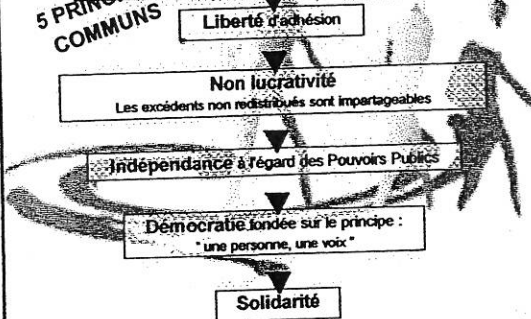 5
COMMUNS
Liberté d'adhésion
Non lucrativité
Les excédents non redistribués sont impartageables
Indépendance à l'égard des Pouvoirs Publics
Démocratie fondée sur le principe :
"une personne, une voix"
Solidarité